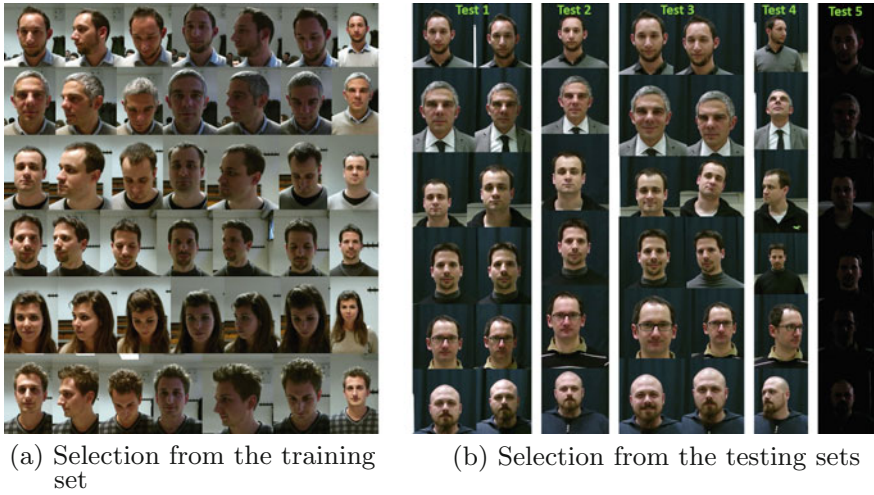 Test 1
Test 2
Test 3
Test 4
Test 5
(a) Selection from the training
set
(b) Selection from the testing sets